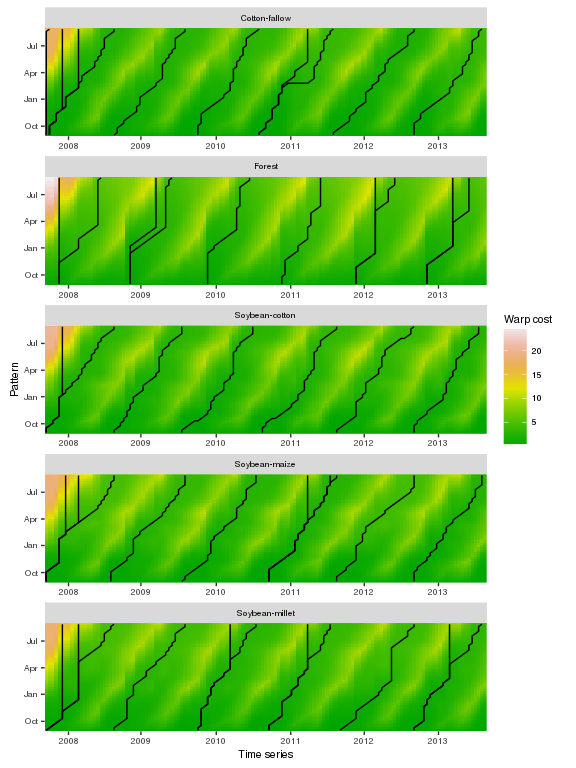 Cotton-fallow
Jul
Apr
Jan
Oct
2008 2009 2010 2011 2012 2013
Forest
Jul
Apr
Jan
Oct
2008 2009 2010 2011 2012 2013
Soybean-cotton
Jul
Apr
Jan
Oct
2008 2009 2010 2011 2012 2013
Soybean-maize
Jul
Apr
Jan
Oct
2008 2009 2010 2011 2012 2013
Soybean-millet
Jul
Apr
Jan
Oct
2008 2009 2010 2011 2012 2013
Time series
Pattern
Warp cost
20
15
10
5